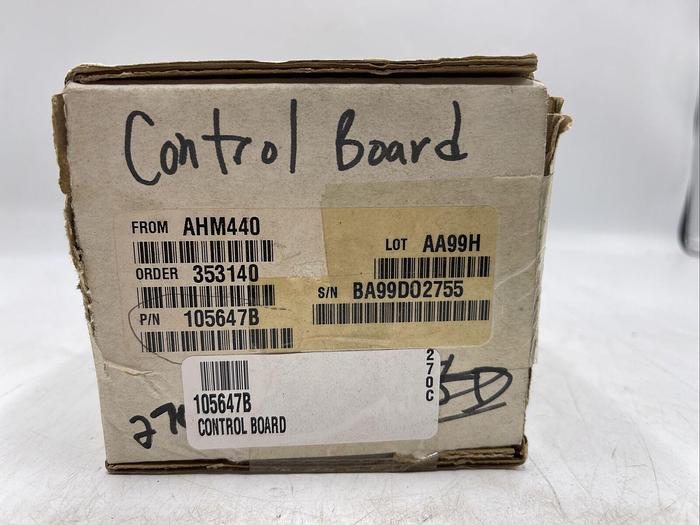 Control Board
FROM AHM440
LOT AA99H
ORDER 353140
S/N BA99D02755
P/N 105647B
270C
105647B
CONTROL BOARD